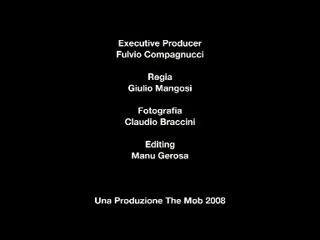 Executive Producer
Fulvio Compagnucci
Regia
Giulio Mangosi
Fotografia
Claudio Braccini
Editing
Manu Gerosa
Una Produzione The Mob 2008